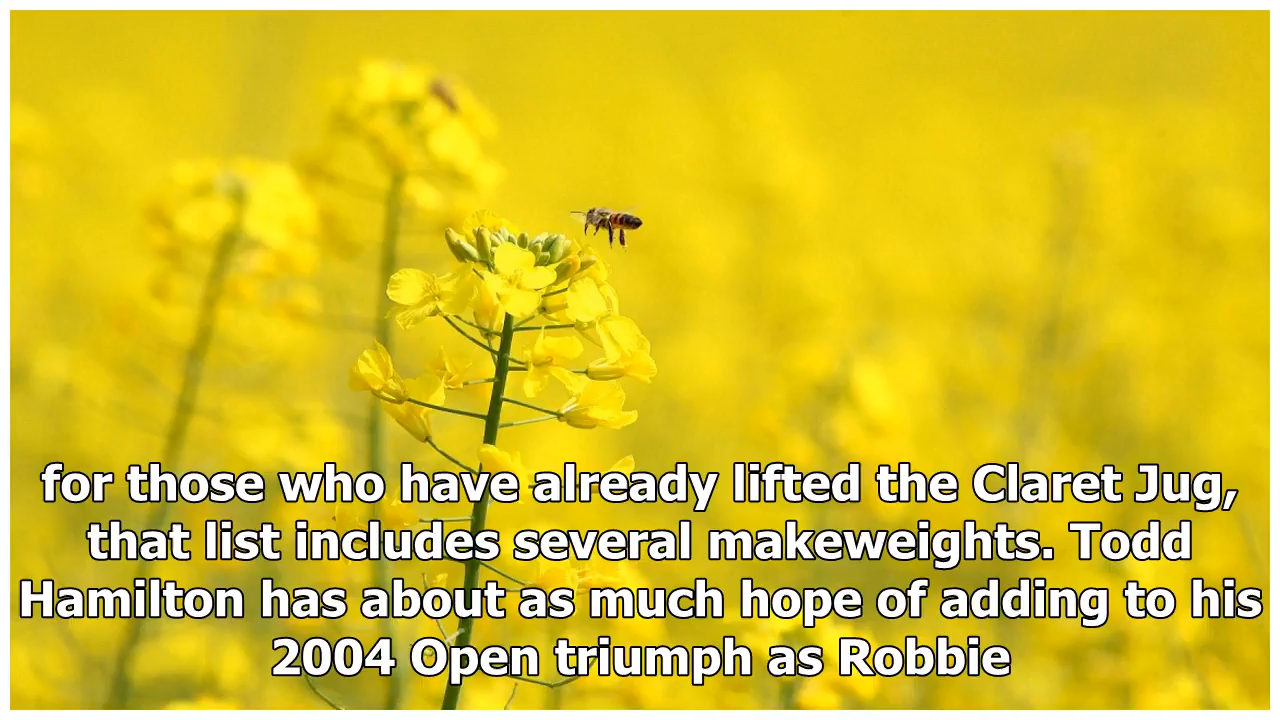 for those who have already lifted the Claret Jug,
that list includes several makeweights. Todd
Hamilton has about as much hope of adding to his
2004 Open triumph as Robbie